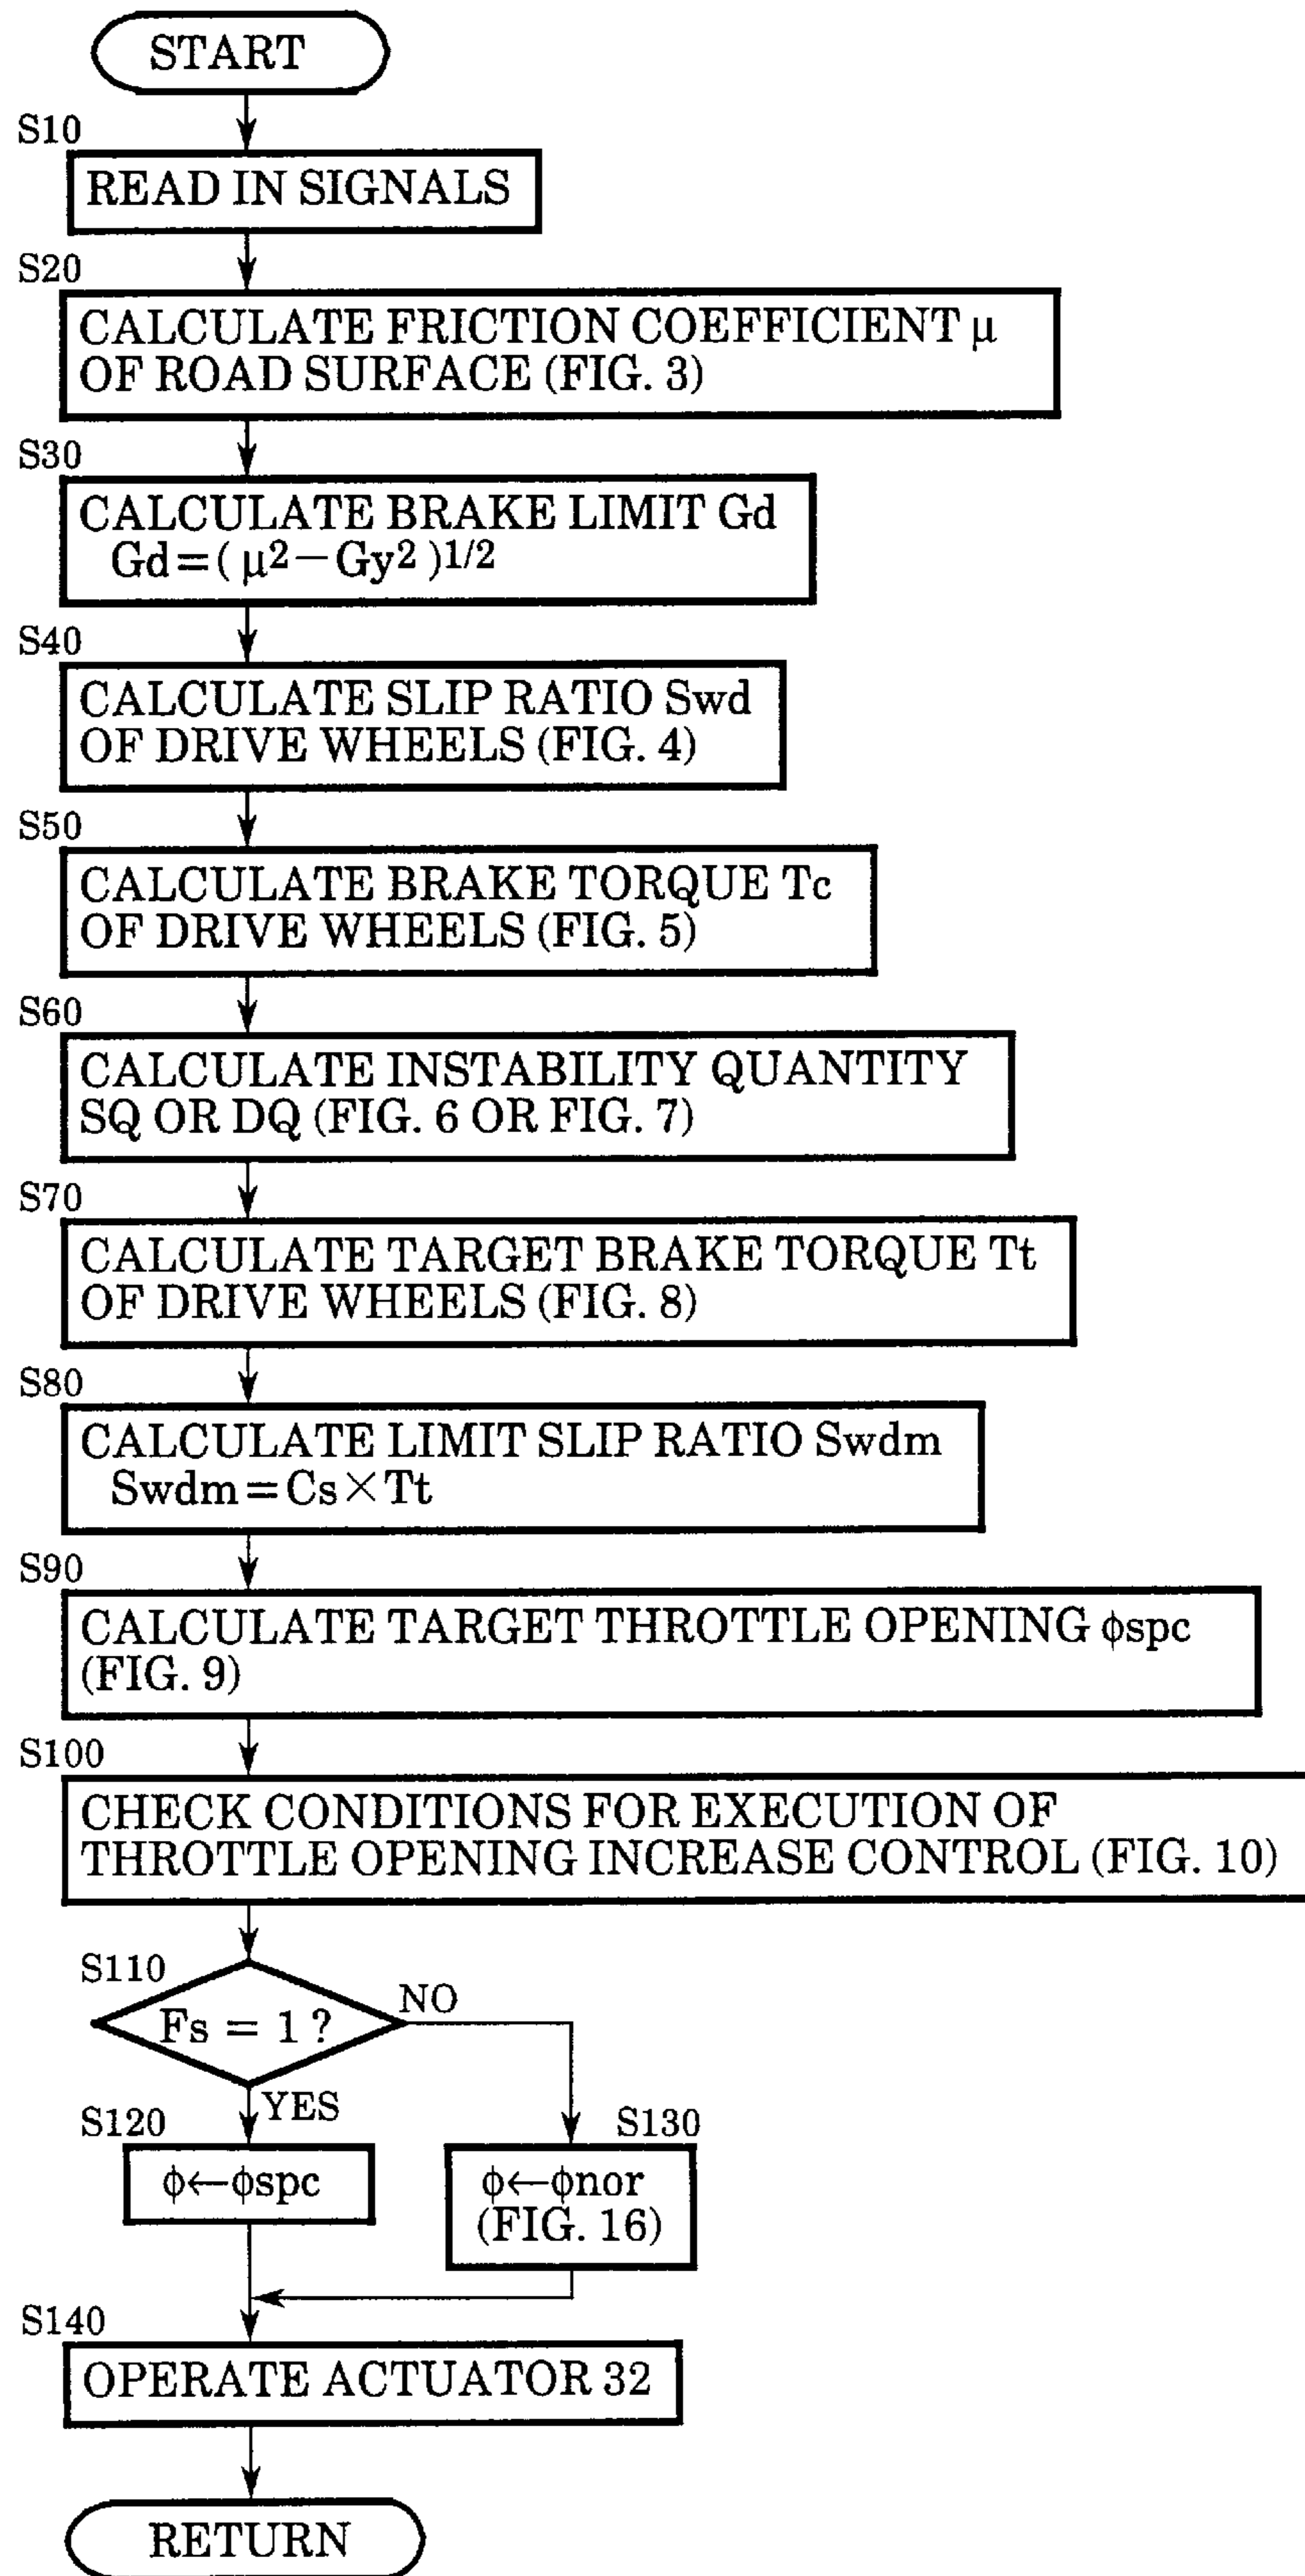 START
S10
READ IN SIGNALS
S20
CALCULATE FRICTION COEFFICIENT μ
OF ROAD SURFACE (FIG. 3)
S30
CALCULATE BRAKE LIMIT Gd
Gd=(μ2−Gy2)1/2
S40
CALCULATE SLIP RATIO Swd
OF DRIVE WHEELS (FIG. 4)
S50
CALCULATE BRAKE TORQUE Tc
OF DRIVE WHEELS (FIG. 5)
S60
CALCULATE INSTABILITY QUANTITY
SQ OR DQ (FIG. 6 OR FIG. 7)
S70
CALCULATE TARGET BRAKE TORQUE Tt
OF DRIVE WHEELS (FIG. 8)
S80
CALCULATE LIMIT SLIP RATIO Swdm
Swdm=Cs×Tt
S90
CALCULATE TARGET THROTTLE OPENING ϕspc
(FIG. 9)
S100
CHECK CONDITIONS FOR EXECUTION OF
THROTTLE OPENING INCREASE CONTROL (FIG. 10)
S110
Fs = 1 ?
NO
YES
S120
ϕ←ϕspc
S130
ϕ←ϕnor
(FIG. 16)
S140
OPERATE ACTUATOR 32
RETURN